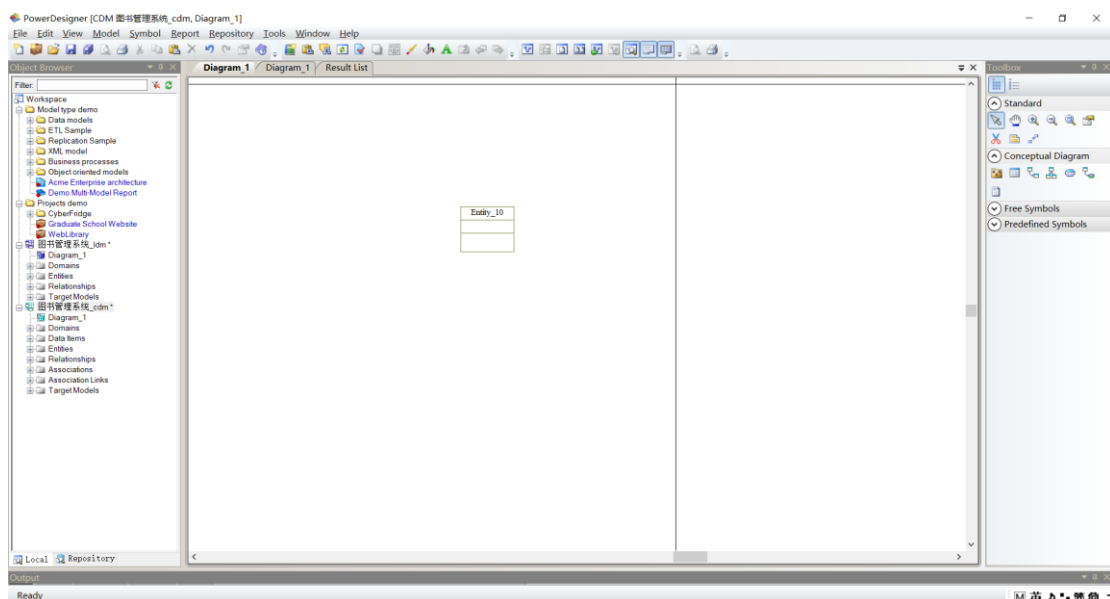 PowerDesigner [CDM 图书管理系统_cdm, Diagram_1]
File Edit View Model Symbol Report Repository Tools Window Help
Object Browser
Diagram_1 Diagram_1 Result List
Toolbox
Filter:
Workspace
Model type demo
Data models
ETL Sample
Replication Sample
XML model
Business processes
Object oriented models
Acme Enterprise architecture
Demo Multi-Model Report
Projects demo
CyberFridge
Graduate School Website
WebLibrary
图书管理系统_ldm *
Diagram_1
Domains
Entities
Relationships
Target Models
图书管理系统_cdm *
Diagram_1
Domains
Data Items
Entities
Relationships
Associations
Association Links
Target Models
Local Repository
Entity_10
Standard
Conceptual Diagram
Free Symbols
Predefined Symbols
Output
Ready
M 英